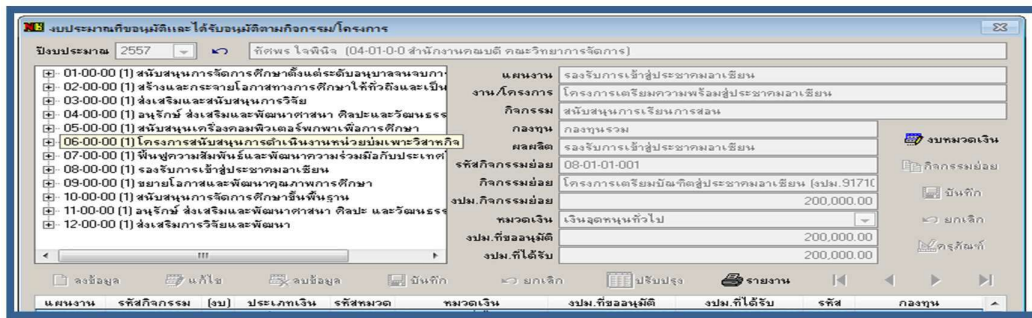 งบประมาณที่ขออนุมัติและได้รับอนุมัติตามกิจกรรม/โครงการ
ปีงบประมาณ 2557 ทัศพร ใจพินิจ (04-01-0-0 สำนักงานคณบดี คณะวิทยาการจัดการ)
01-00-00 (1) สนับสนุนการจัดการศึกษาตั้งแต่ระดับอนุบาลจนจบกา
02-00-00 (1) สร้างและกระจายโอกาสทางการศึกษาให้ทั่วถึงและเป็น
03-00-00 (1) ส่งเสริมและสนับสนุนการวิจัย
04-00-00 (1) อนุรักษ์ ส่งเสริมและพัฒนาศาสนา ศิลปะและวัฒนธรร
05-00-00 (1) สนับสนุนเครื่องคอมพิวเตอร์พกพาเพื่อการศึกษา
06-00-00 (1) โครงการสนับสนุนการดำเนินงานหน่วยบ่มเพาะวิสาหกิจ
07-00-00 (1) ฟื้นฟูความสัมพันธ์และพัฒนาความร่วมมือกับประเทศ
08-00-00 (1) รองรับการเข้าสู่ประชาคมอาเซียน
09-00-00 (1) ขยายโอกาสและพัฒนาคุณภาพการศึกษา
10-00-00 (1) สนับสนุนการจัดการศึกษาขั้นพื้นฐาน
11-00-00 (1) อนุรักษ์ ส่งเสริมและพัฒนาศาสนา ศิลปะ และวัฒนธรร
12-00-00 (1) ส่งเสริมการวิจัยและพัฒนา
แผนงาน รองรับการเข้าสู่ประชาคมอาเซียน
งาน/โครงการ โครงการเตรียมความพร้อมสู่ประชาคมอาเซียน
กิจกรรม สนับสนุนการเรียนการสอน
กองทุน กองทุนรวม
ผลผลิต รองรับการเข้าสู่ประชาคมอาเซียน
รหัสกิจกรรมย่อย 08-01-01-001
กิจกรรมย่อย โครงการเตรียมบัณฑิตสู่ประชาคมอาเซียน (งปม.91710
งปม.กิจกรรมย่อย 200,000.00
หมวดเงิน เงินอุดหนุนทั่วไป
งปม.ที่ขออนุมัติ 200,000.00
งปม.ที่ได้รับ 200,000.00
งบหมวดเงิน
กิจกรรมย่อย
บันทึก
ยกเลิก
ครุภัณฑ์
ลงข้อมูล แก้ไข ลบข้อมูล บันทึก ยกเลิก ปรับปรุง รายงาน
แผนงาน รหัสกิจกรรม (งบ) ประเภทเงิน รหัสหมวด หมวดเงิน งปม.ที่ขออนุมัติ งปม.ที่ได้รับ รหัส กองทุน